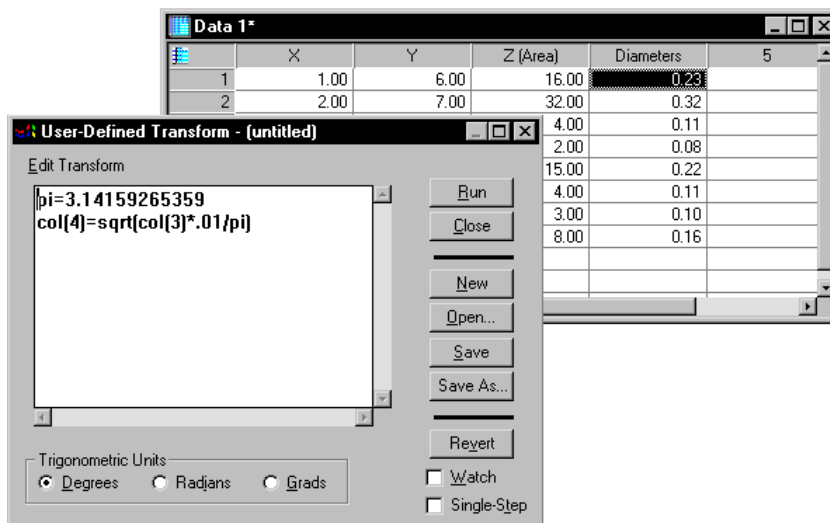 Data 1*
X Y Z (Area) Diameters 5
1 1.00 6.00 16.00 0.23
2 2.00 7.00 32.00 0.32
4.00 0.11
2.00 0.08
15.00 0.22
4.00 0.11
3.00 0.10
8.00 0.16
User-Defined Transform - (untitled)
Edit Transform
pi=3.14159265359
col(4)=sqrt(col(3)*.01/pi)
Run
Close
New
Open...
Save
Save As...
Revert
Watch
Single-Step
Trigonometric Units
Degrees Radians Grads